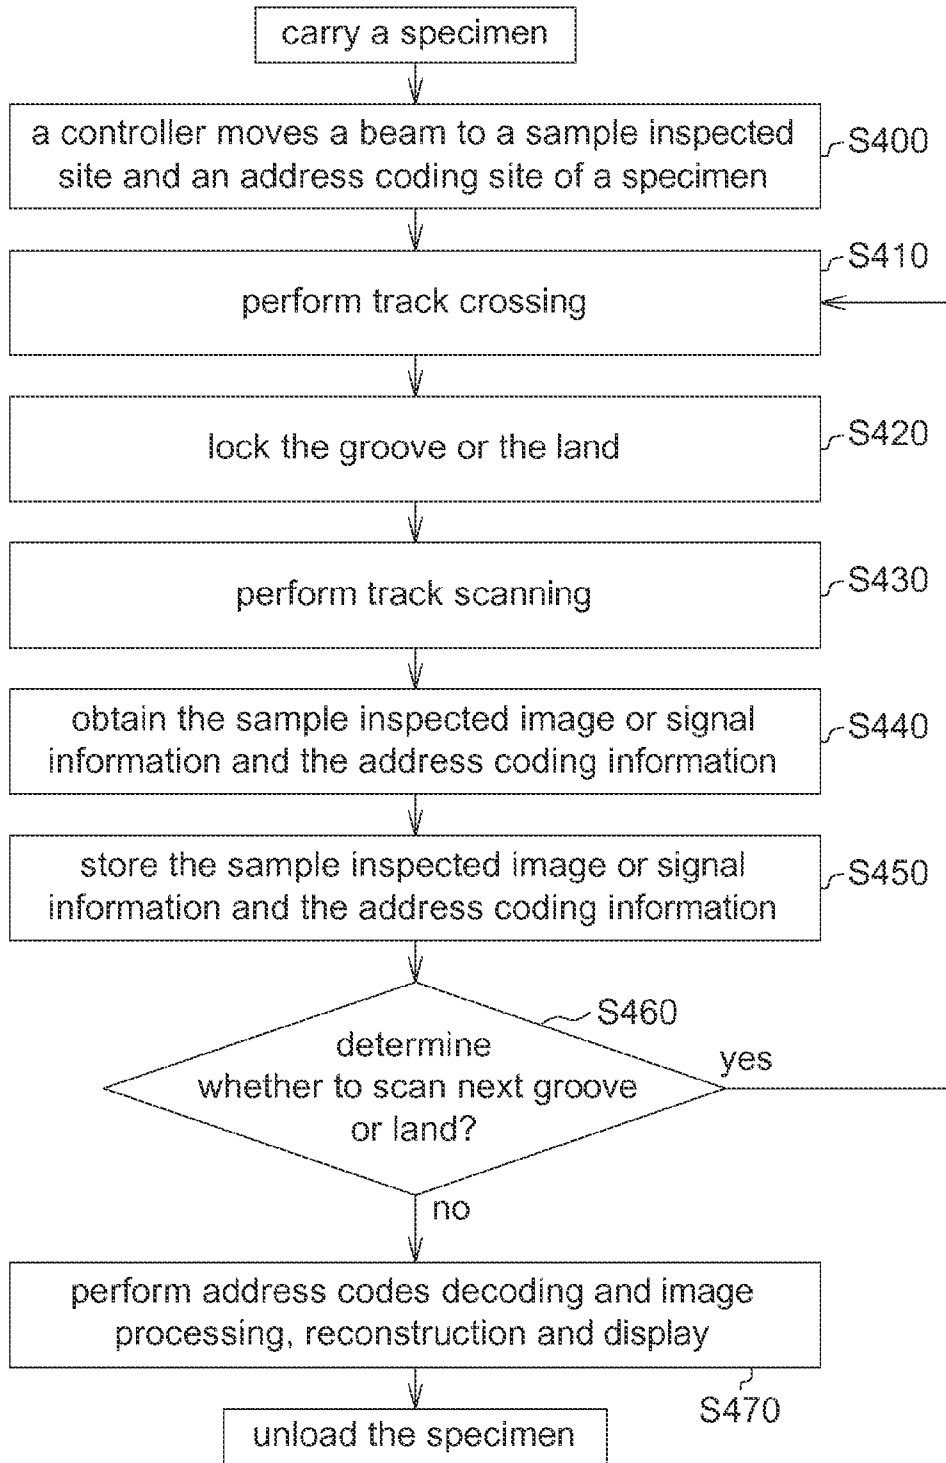 carry a specimen
a controller moves a beam to a sample inspected
site and an address coding site of a specimen
S400
S410
perform track crossing
lock the groove or the land
S420
perform track scanning
S430
obtain the sample inspected image or signal
information and the address coding information
S440
store the sample inspected image or signal
information and the address coding information
S450
S460
determine
whether to scan next groove
or land?
yes
no
perform address codes decoding and image
processing, reconstruction and display
S470
unload the specimen